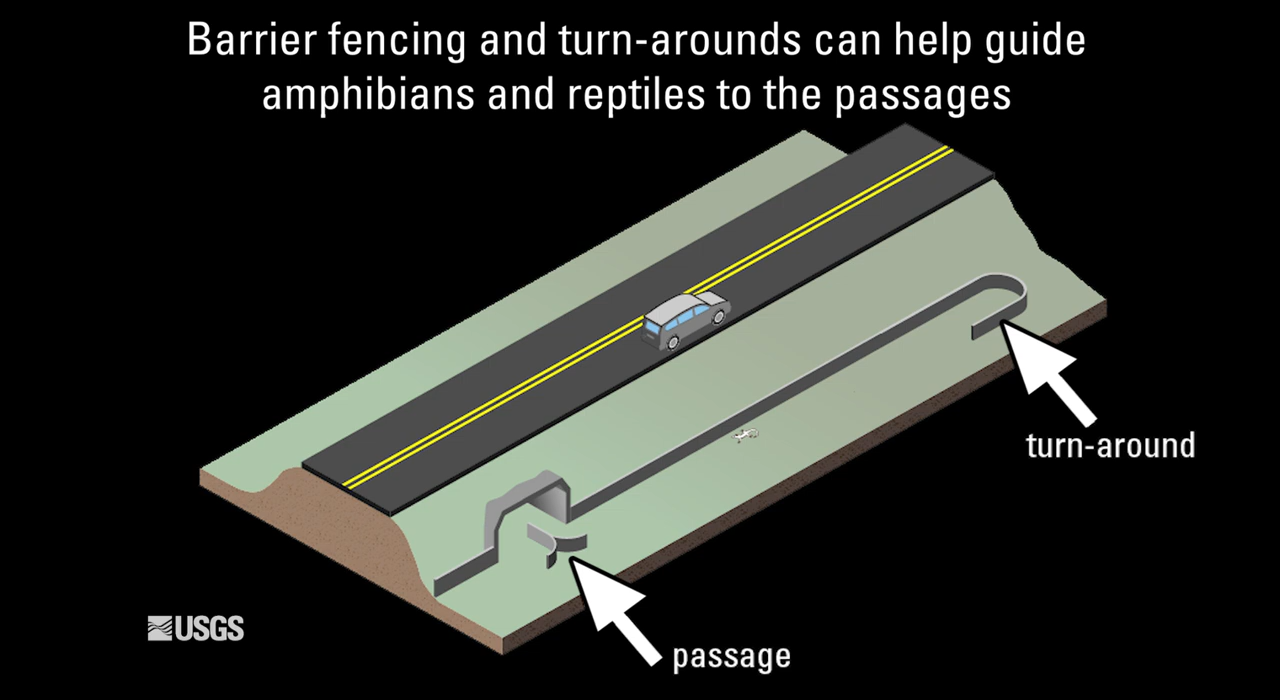 Barrier fencing and turn-arounds can help guide
amphibians and reptiles to the passages
turn-around
passage
USGS